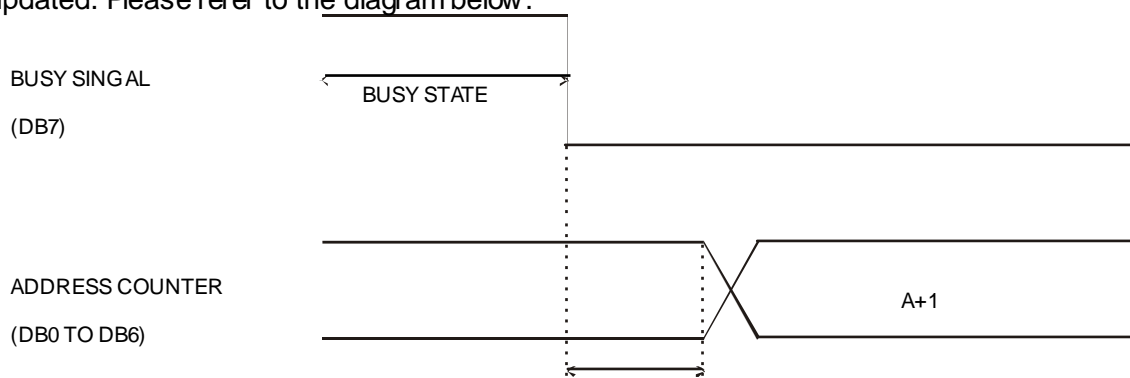 updated. Please refer to the diagram below:
BUSY SINGAL
BUSY STATE
(DB7)
ADDRESS COUNTER
A+1
(DB0 TO DB6)